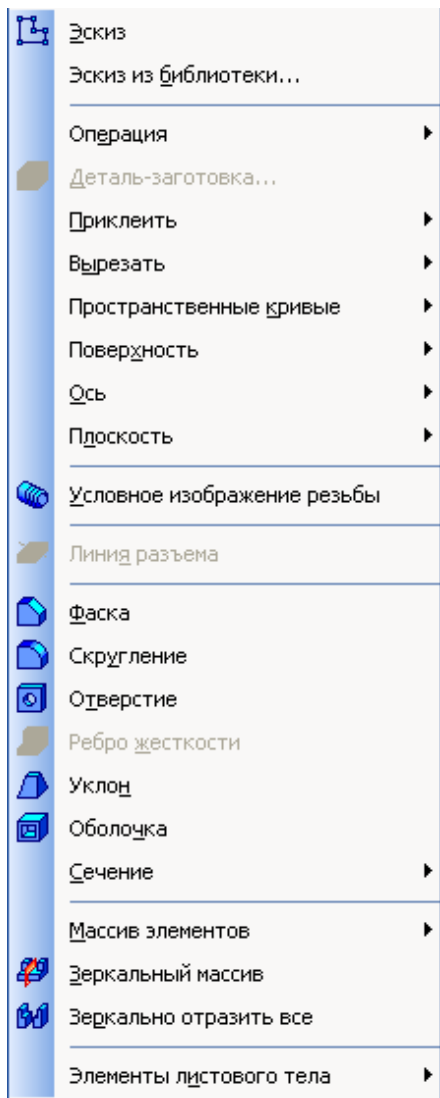 Эскиз
Эскиз из библиотеки...
Операция
Деталь-заготовка...
Приклеить
Вырезать
Пространственные кривые
Поверхность
Ось
Плоскость
Условное изображение резьбы
Линия разъема
Фаска
Скругление
Отверстие
Ребро жесткости
Уклон
Оболочка
Сечение
Массив элементов
Зеркальный массив
Зеркально отразить все
Элементы листового тела